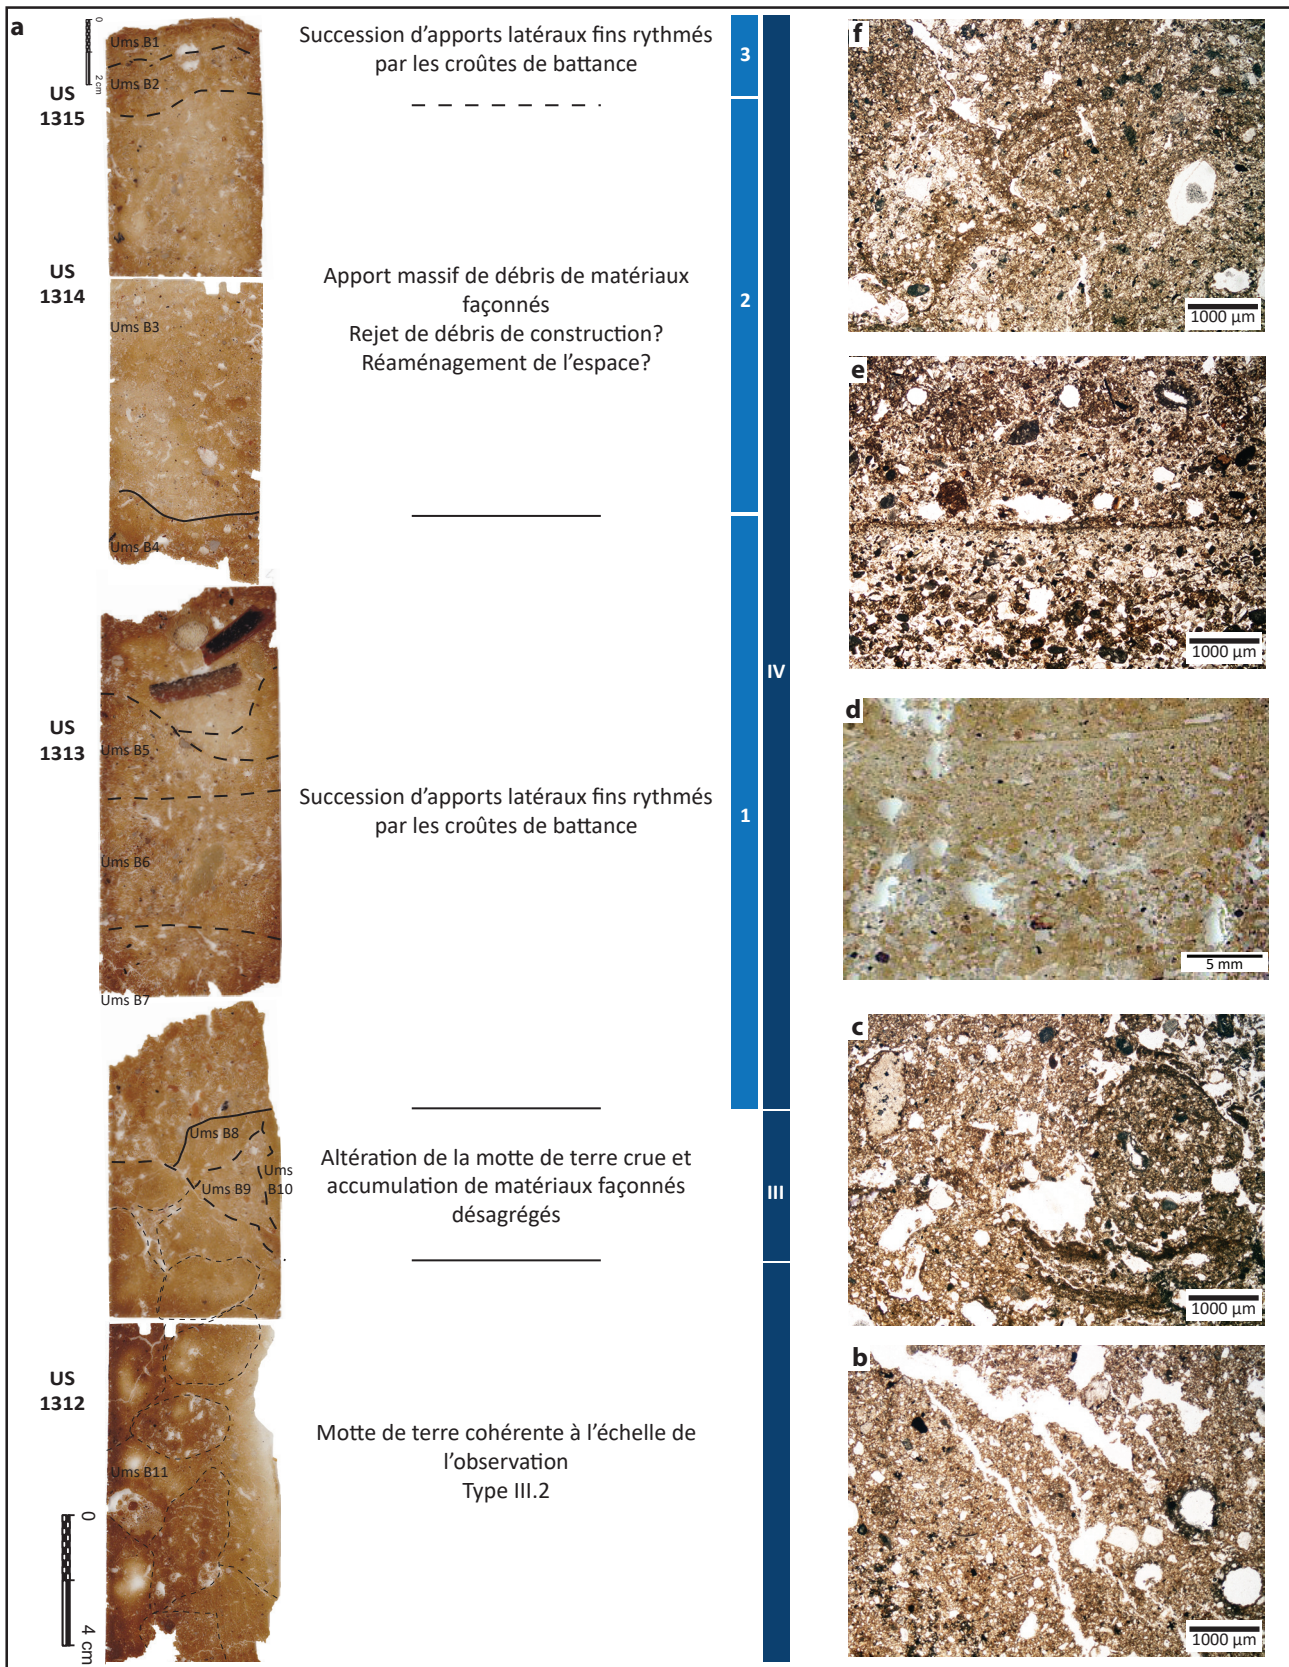 a
0
2 cm
Ums B1
Ums B2
US
1315
US
1314
Ums B3
Ums B4
US
1313
Ums B5
Ums B6
Ums B7
Ums B8
Ums B9
Ums
B10
US
1312
Ums B11
0
4 cm
Succession d’apports latéraux fins rythmés
par les croûtes de battance
Apport massif de débris de matériaux
façonnés
Rejet de débris de construction?
Réaménagement de l’espace?
Succession d’apports latéraux fins rythmés
par les croûtes de battance
Altération de la motte de terre crue et
accumulation de matériaux façonnés
désagrégés
Motte de terre cohérente à l’échelle de
l’observation
Type III.2
3
2
1
IV
III
f
1000 µm
e
1000 µm
d
5 mm
c
1000 µm
b
1000 µm